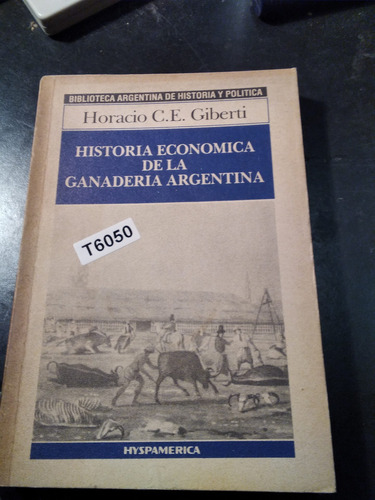 BIBLIOTECA ARGENTINA DE HISTORIA Y POLITICA
Horacio C.E. Giberti
HISTORIA ECONOMICA
DE LA
GANADERIA ARGENTINA
T6050
HYSPAMERICA